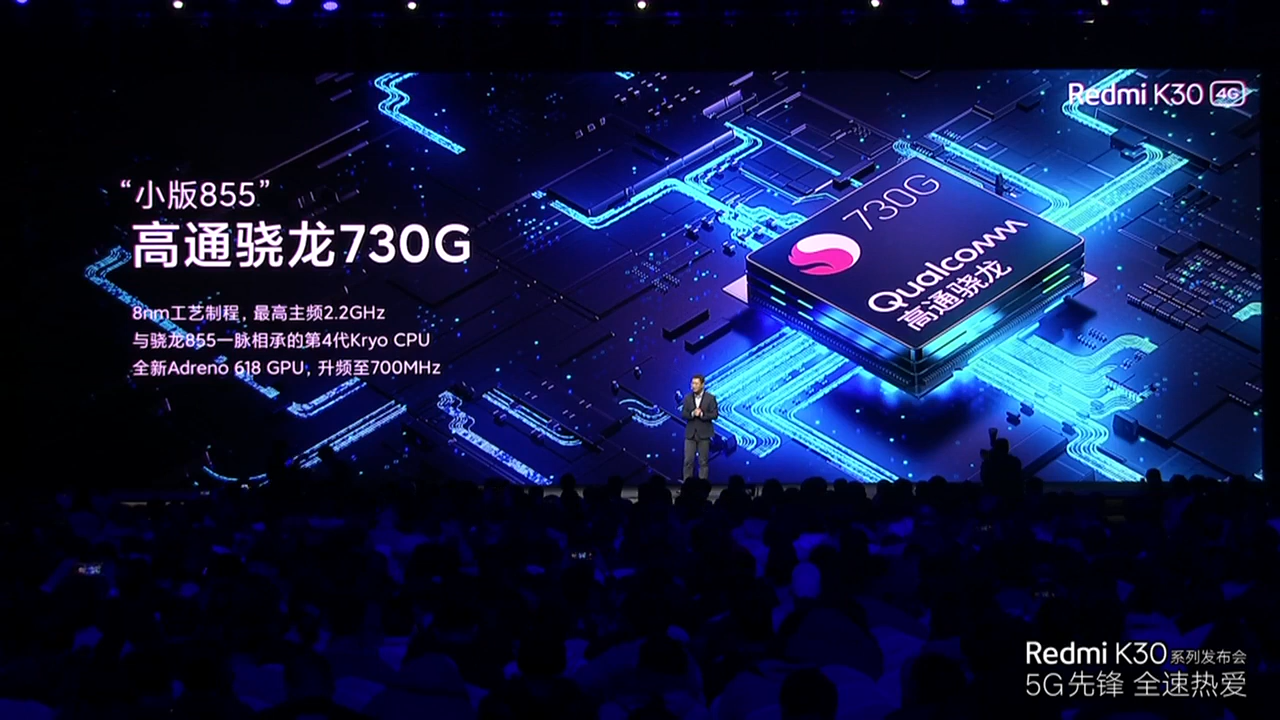 Redmi K30 4G
“小版855”
高通骁龙730G
8nm工艺制程，最高主频2.2GHz
与骁龙855一脉相承的第4代Kryo CPU
全新Adreno 618 GPU，升频至700MHz
730G
Qualcomm
高通骁龙
Redmi K30系列发布会
5G先锋 全速热爱